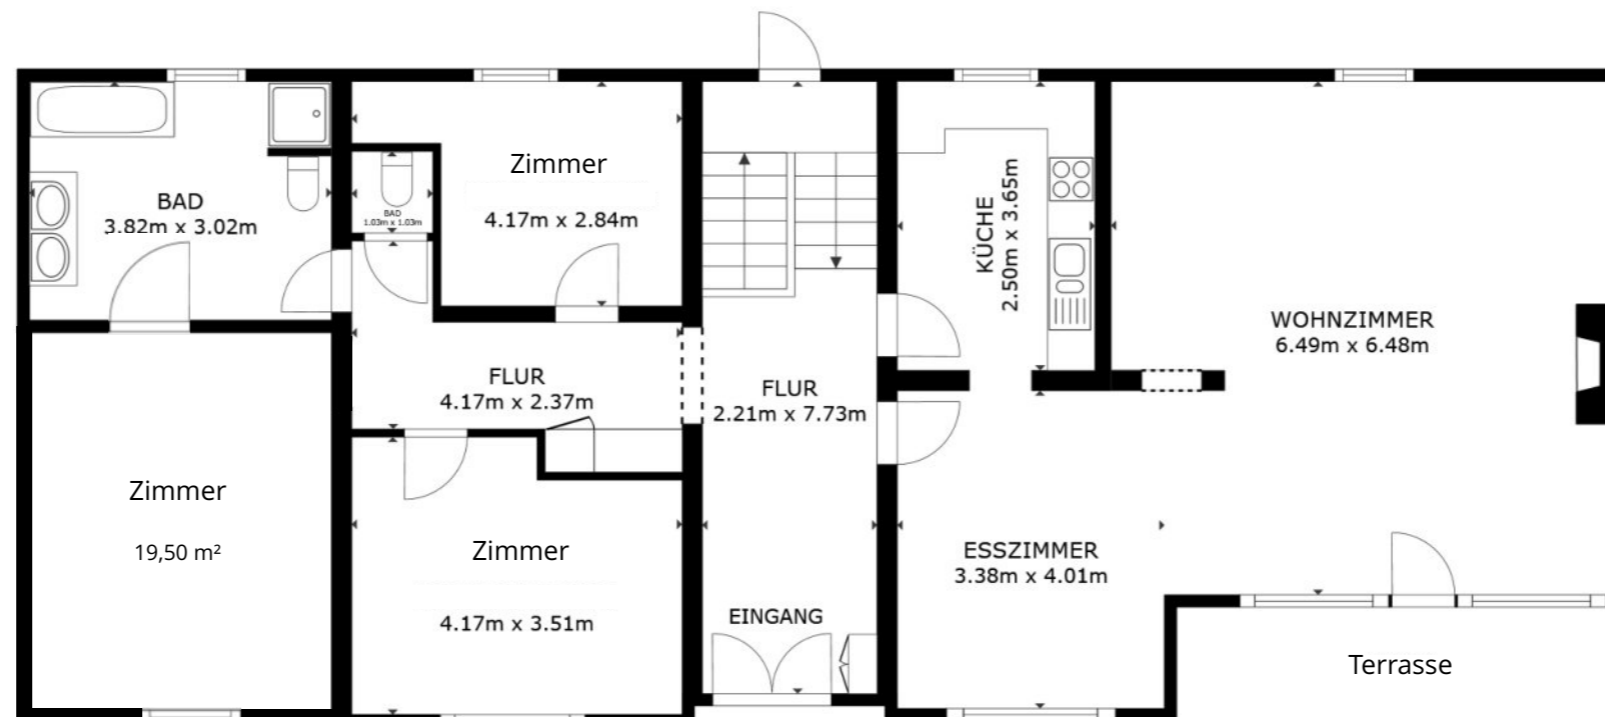 BAD
3.82m x 3.02m
BAD
1.03m x 1.03m
Zimmer
4.17m x 2.84m
KÜCHE
2.50m x 3.65m
WOHNZIMMER
6.49m x 6.48m
FLUR
4.17m x 2.37m
FLUR
2.21m x 7.73m
Zimmer
19,50 m²
Zimmer
4.17m x 3.51m
ESSZIMMER
3.38m x 4.01m
EINGANG
Terrasse